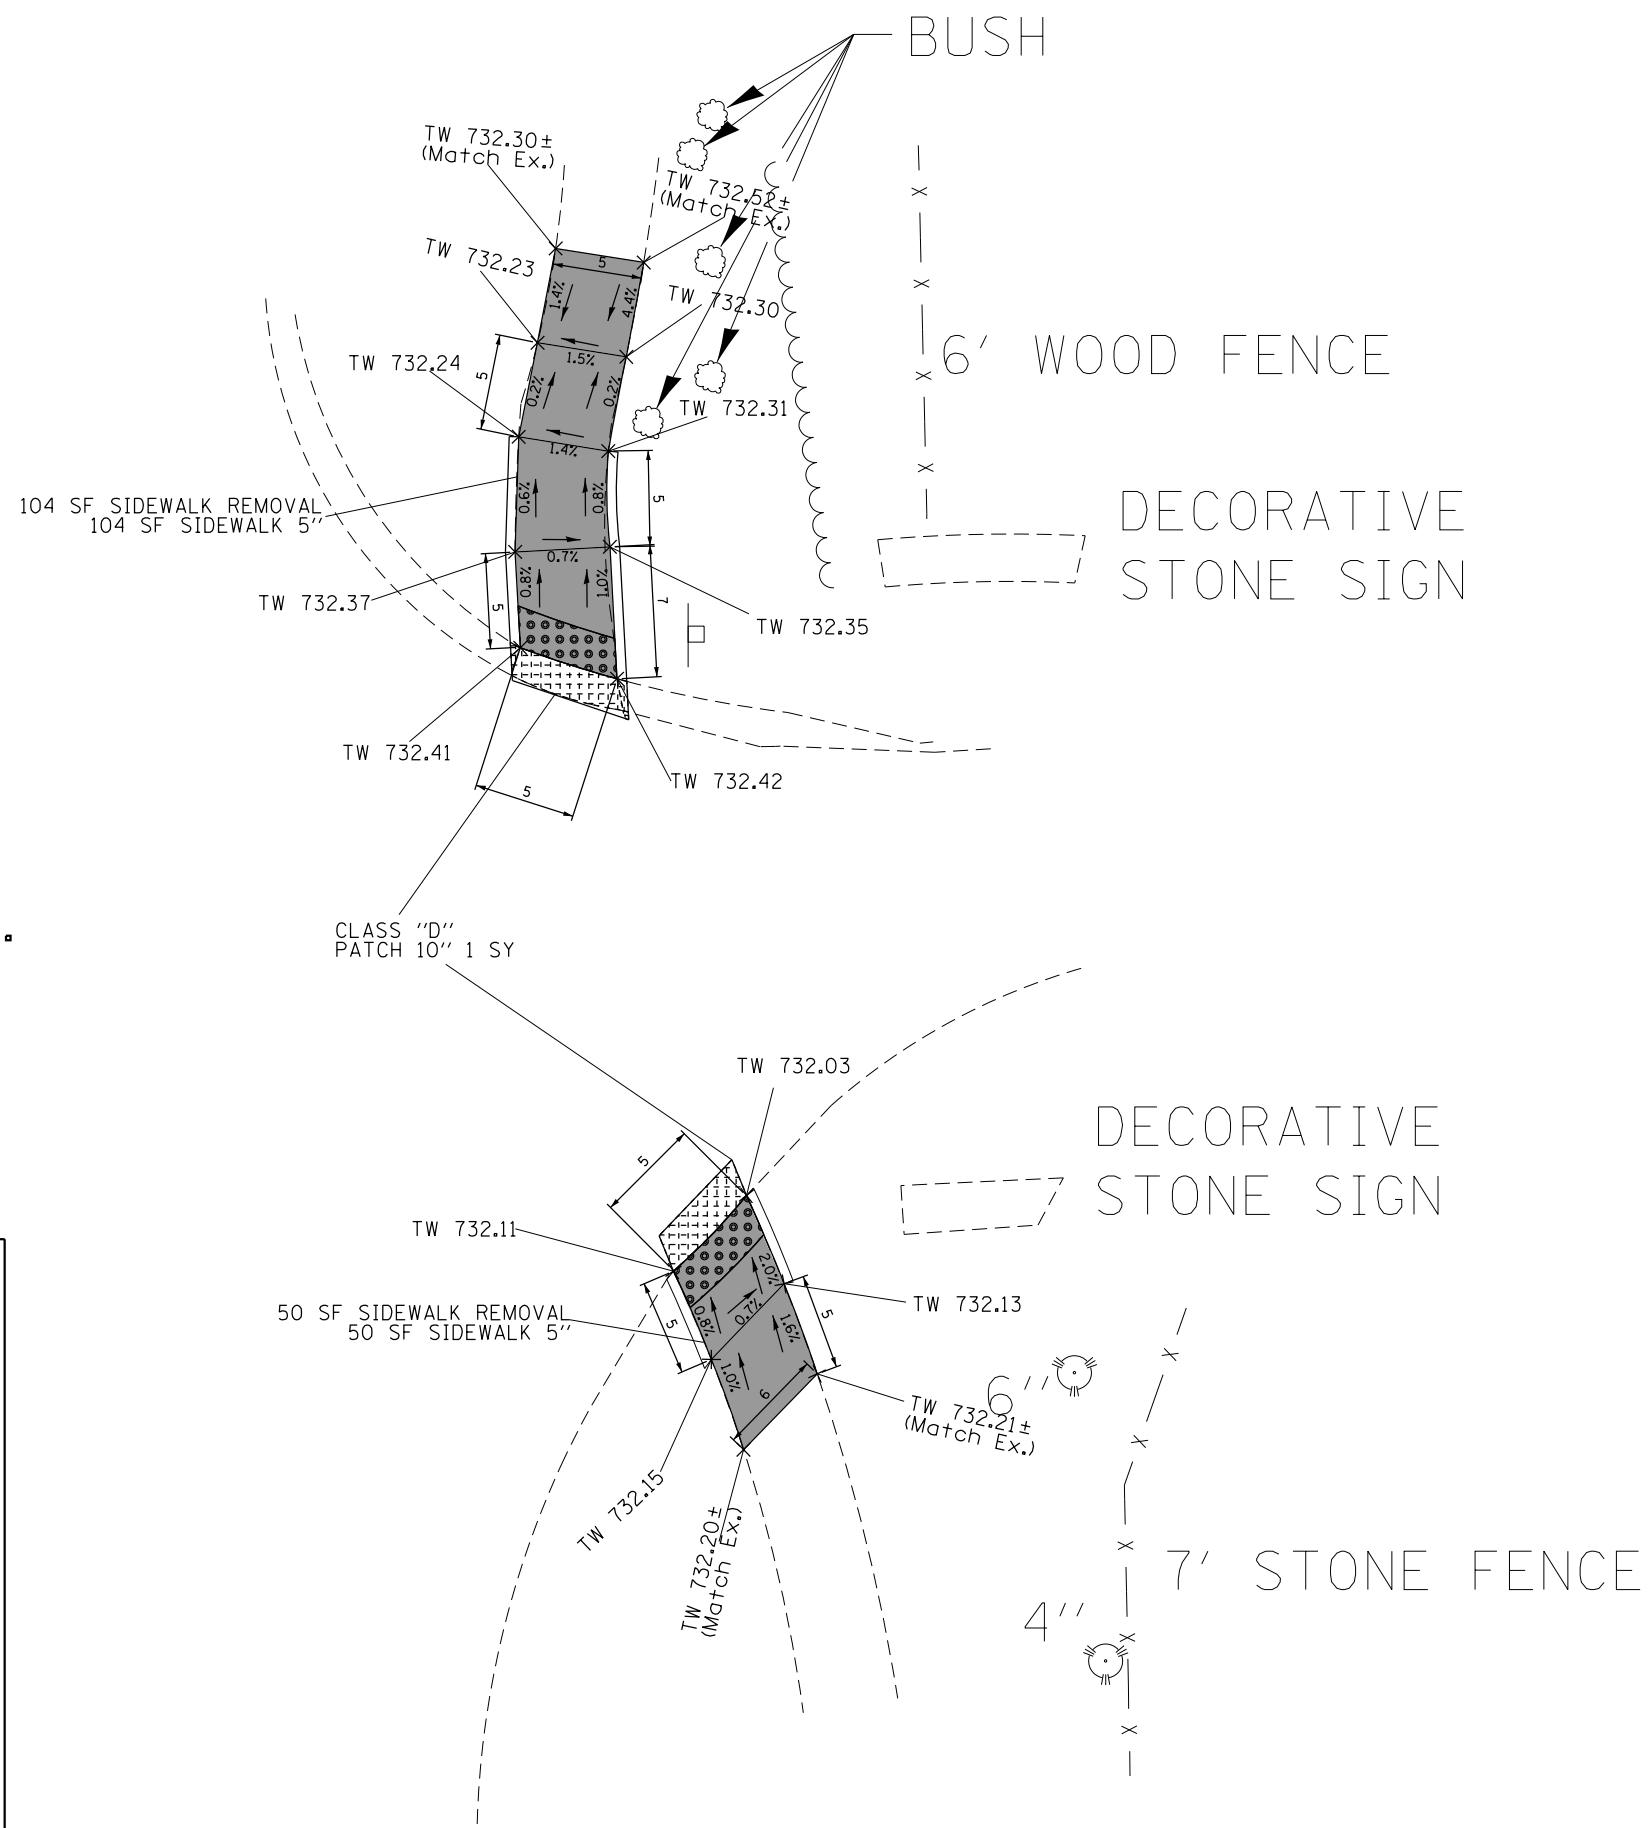 BUSH
TW 732.30±
(Match Ex.)
TW 732.52±
(Match Ex.)
TW 732.23
5
1.4%
4.4%
TW 732.30
X
X
X
X
6' WOOD FENCE
1.5%
TW 732.24
5
0.2%
0.2%
TW 732.31
1.4%
104 SF SIDEWALK REMOVAL
104 SF SIDEWALK 5"
0.6%
0.8%
5
DECORATIVE
STONE SIGN
0.7%
TW 732.37
5
0.8%
1.0%
7
TW 732.35
TW 732.41
TW 732.42
5
CLASS "D"
PATCH 10" 1 SY
TW 732.03
DECORATIVE
STONE SIGN
5
TW 732.11
2.0%
TW 732.13
50 SF SIDEWALK REMOVAL
50 SF SIDEWALK 5"
5
0.8%
0.7%
1.6%
5
1.0%
6
6"
TW 732.21±
(Match Ex.)
TW 732.15
TW 732.20±
(Match Ex.)
X
X
X
X
X
7' STONE FENCE
4"